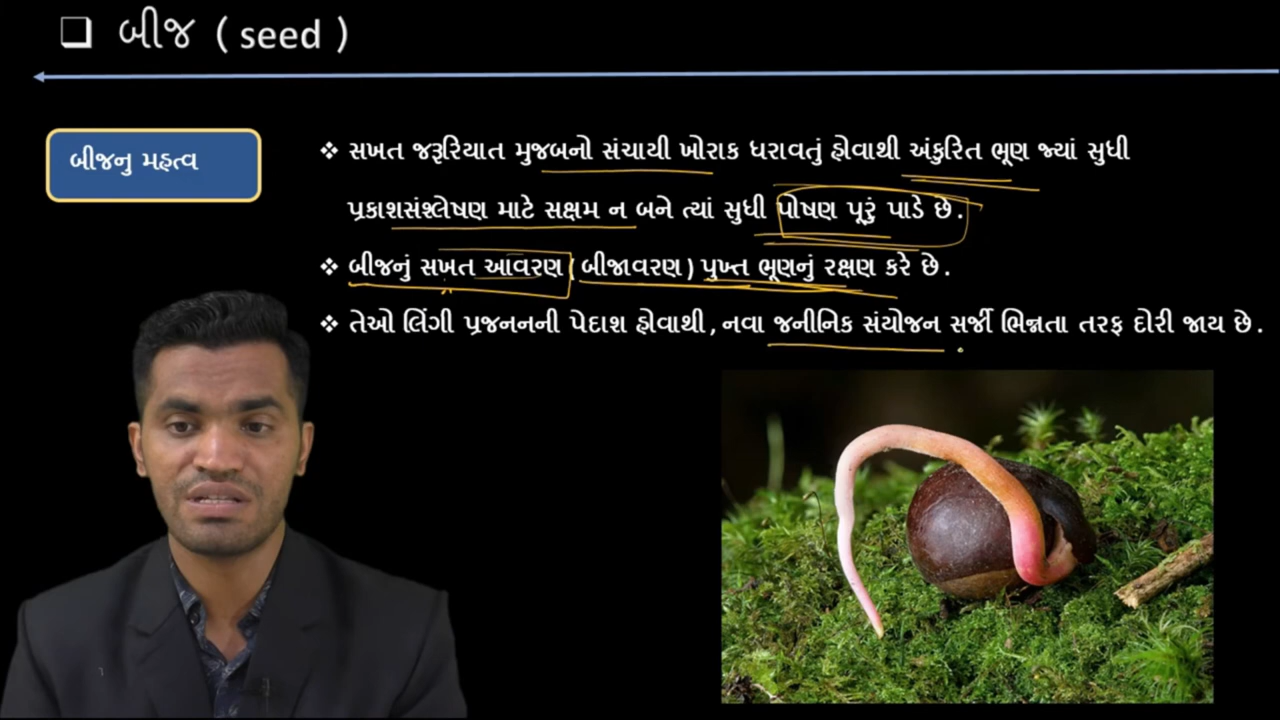 ❑ બીજ ( seed )
બીજનુ મહત્વ
❖ સખત જરૂરિયાત મુજબનો સંચાયી ખોરાક ધરાવતું હોવાથી અંકુરિત ભ્રૂણ જ્યાં સુધી
પ્રકાશસંશ્લેષણ માટે સક્ષમ ન બને ત્યાં સુધી પોષણ પૂરું પાડે છે.
❖ બીજનું સખત આવરણ ( બીજાવરણ ) પુખ્ત ભ્રૂણનું રક્ષણ કરે છે.
❖ તેઓ લિંગી પ્રજનનની પેદાશ હોવાથી , નવા જનીનિક સંયોજન સર્જી ભિન્નતા તરફ દોરી જાય છે.